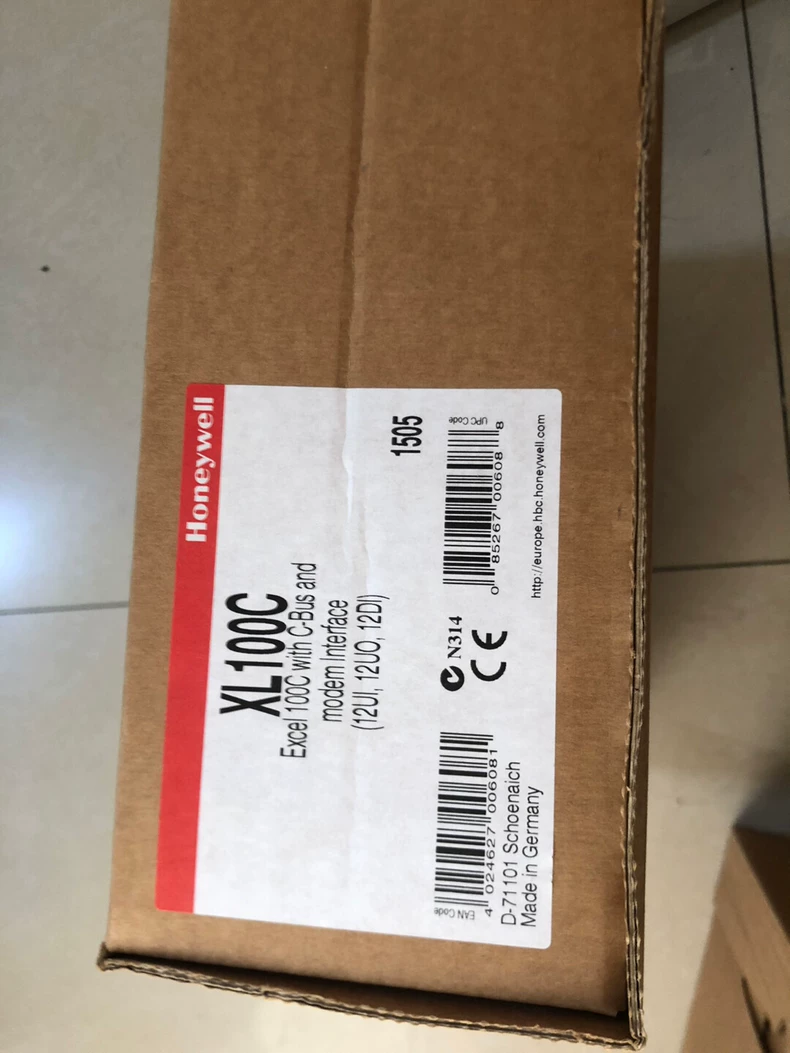 Honeywell
XL100C
Excel 100C with C-Bus and
modem Interface
(12UI, 12UO, 12DI)
1505
EAN Code
4 024627 006081
N314
CE
UPC Code
0 85267 00608 8
D-71101 Schoenaich
Made in Germany
http://europe.hbc.honeywell.com